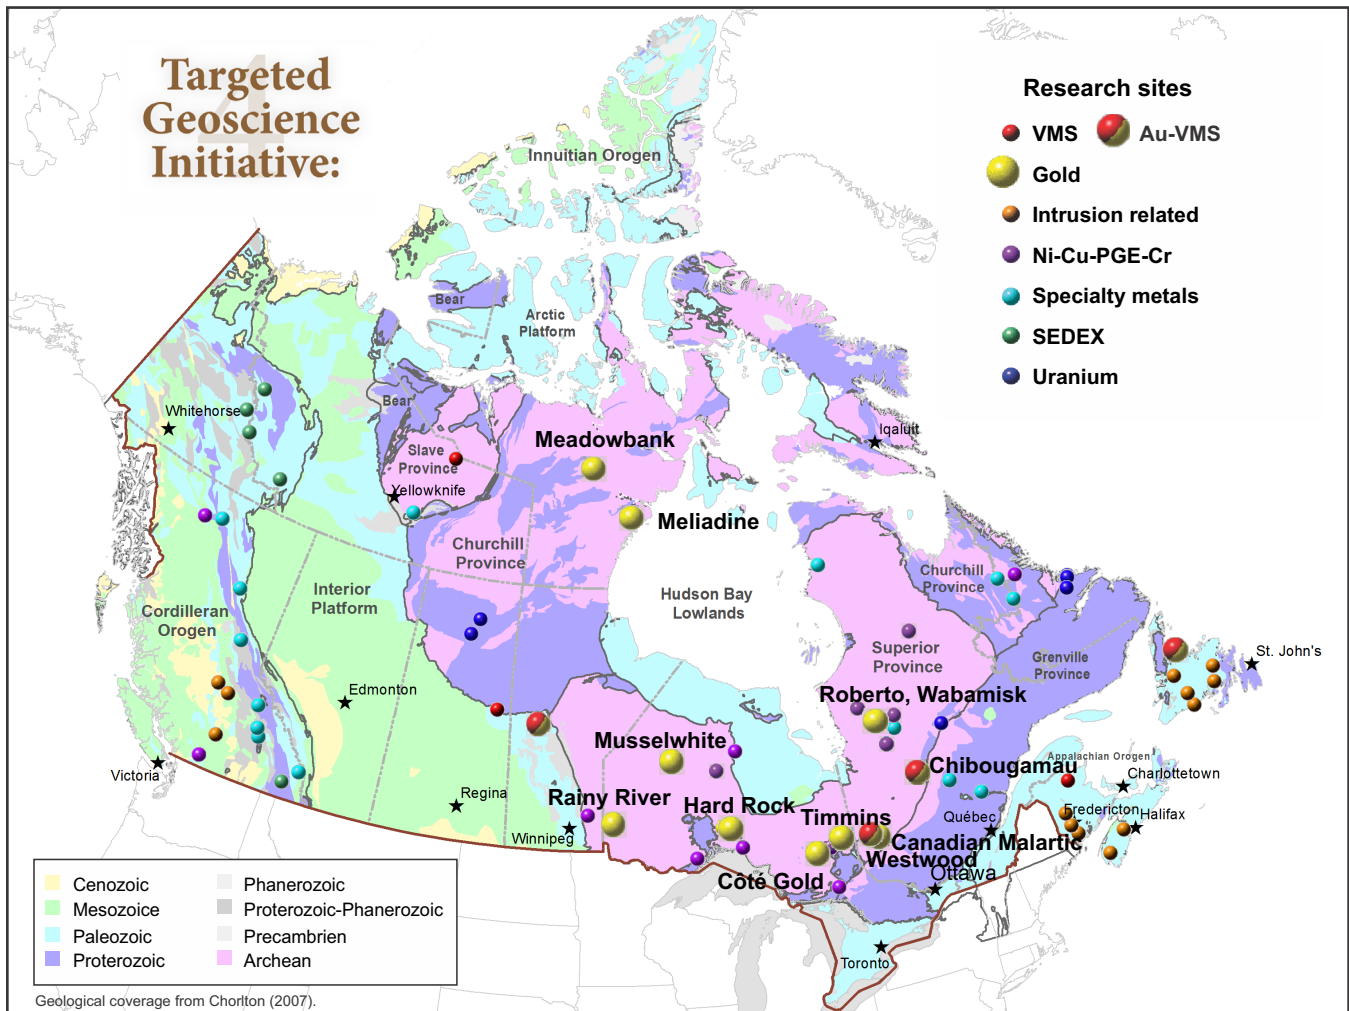 Targeted
4
Geoscience
Initiative:
Research sites
VMS
Au-VMS
Gold
Intrusion related
Ni-Cu-PGE-Cr
Specialty metals
SEDEX
Uranium
Innuitian Orogen
Bear
Arctic
Platform
Bear
Whitehorse
Slave
Province
Yellowknife
Meadowbank
Iqaluit
Meliadine
Churchill
Province
Churchill
Province
Interior
Platform
Hudson Bay
Lowlands
Cordilleran
Orogen
Superior
Province
Grenville
Province
St. John's
Edmonton
Roberto, Wabamisk
Musselwhite
Chibougamau
Appalachian Orogen
Charlottetown
Victoria
Regina
Winnipeg
Rainy River
Hard Rock
Timmins
Québec
Fredericton
Halifax
Canadian Malartic
Westwood
Ottawa
Côté Gold
Toronto
Cenozoic
Mesozoice
Paleozoic
Proterozoic
Phanerozoic
Proterozoic-Phanerozoic
Precambrien
Archean
Geological coverage from Chorlton (2007).